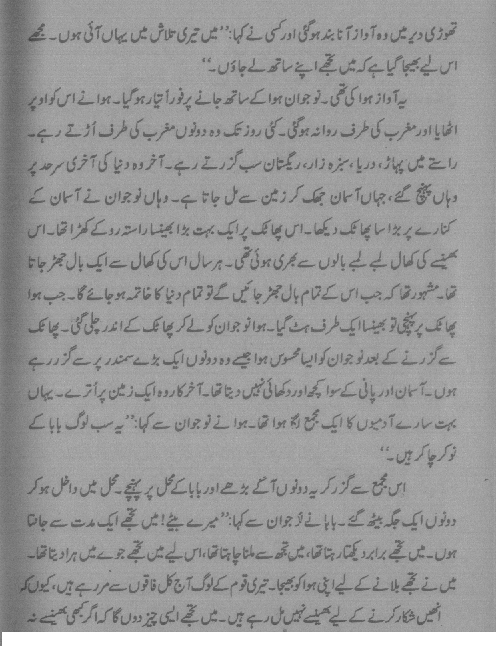 تھوڑی دیر میں وہ آواز آنا بند ہوگئی اور کسی نے کہا: ”میں تیری تلاش میں یہاں آئی ہوں۔ مجھے
اس لیے بھیجا گیا ہے کہ میں تجھے اپنے ساتھ لے جاؤں۔“
یہ آواز ہوا کی تھی۔ نوجوان ہوا کے ساتھ جانے پر فوراً تیار ہوگیا۔ ہوا نے اس کو اوپر
اٹھایا اور مغرب کی طرف روانہ ہوگئی۔ کئی روز تک وہ دونوں مغرب کی طرف اُڑتے رہے۔
راستے میں پہاڑ، دریا، سبزہ زار، ریگستان سب گزرتے رہے۔ آخر وہ دنیا کی آخری سرحد پر
وہاں پہنچ گئے، جہاں آسمان جھک کر زمین سے مل جاتا ہے۔ وہاں نوجوان نے آسمان کے
کنارے پر بڑا سا پھاٹک دیکھا۔ اس پھاٹک پر ایک بہت بڑا بھینسا راستہ روکے کھڑا تھا۔ اس
بھینسے کی کھال لمبے لمبے بالوں سے بھری ہوئی تھی۔ ہر سال اس کی کھال سے ایک بال جھڑ جاتا
تھا۔ مشہور تھا کہ جب اس کے تمام بال جھڑ جائیں گے تو تمام دنیا کا خاتمہ ہو جائے گا۔ جب ہوا
پھاٹک پر پہنچی تو بھینسا ایک طرف ہٹ گیا۔ ہوا نوجوان کو لے کر پھاٹک کے اندر چلی گئی۔ پھاٹک
سے گزرنے کے بعد نوجوان کو ایسا محسوس ہوا جیسے وہ دونوں ایک بڑے سمندر پر سے گزر رہے
ہوں۔ آسمان اور پانی کے سوا کچھ اور دکھائی نہیں دیتا تھا۔ آخر کار وہ ایک زمین پر اُترے۔ یہاں
بہت سارے آدمیوں کا ایک مجمع لگا ہوا تھا۔ ہوا نے نوجوان سے کہا: ”یہ سب لوگ بابا کے
نوکر چاکر ہیں۔“
اس مجمع سے گزر کر یہ دونوں آگے بڑھے اور بابا کے محل پر پہنچے۔ محل میں داخل ہو کر
دونوں ایک جگہ بیٹھ گئے۔ بابا نے نوجوان سے کہا: ”میرے بیٹے! میں تجھے ایک مدت سے جانتا
ہوں۔ میں تجھے برابر دیکھتا رہتا تھا، میں تجھ سے ملنا چاہتا تھا، اس لیے میں تجھے جوے میں ہرا دیتا تھا۔
میں نے تجھے بلانے کے لیے اپنی ہوا کو بھیجا۔ تیری قوم کے لوگ آج کل فاقوں سے مر رہے ہیں، کیوں کہ
انھیں شکار کرنے کے لیے بھینسے نہیں مل رہے ہیں۔ میں تجھے ایسی چیز دوں گا کہ اگر کبھی بھینسے نہ